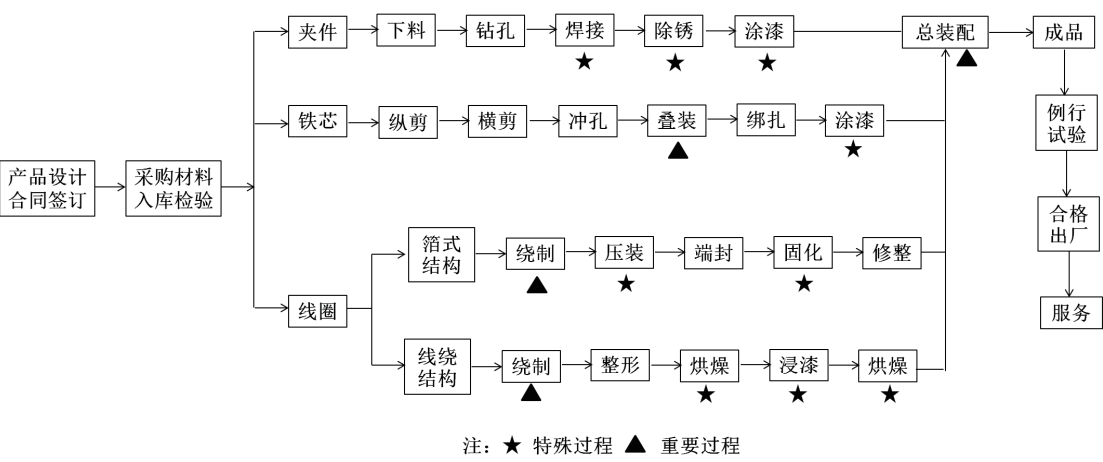 产品设计
合同签订
采购材料
入库检验
夹件
下料
钻孔
焊接
除锈
涂漆
总装配
成品
例行
试验
合格
出厂
服务
铁芯
纵剪
横剪
冲孔
叠装
绑扎
涂漆
线圈
箔式
结构
绕制
压装
端封
固化
修整
线绕
结构
绕制
整形
烘燥
浸漆
烘燥
注：★ 特殊过程 ▲ 重要过程